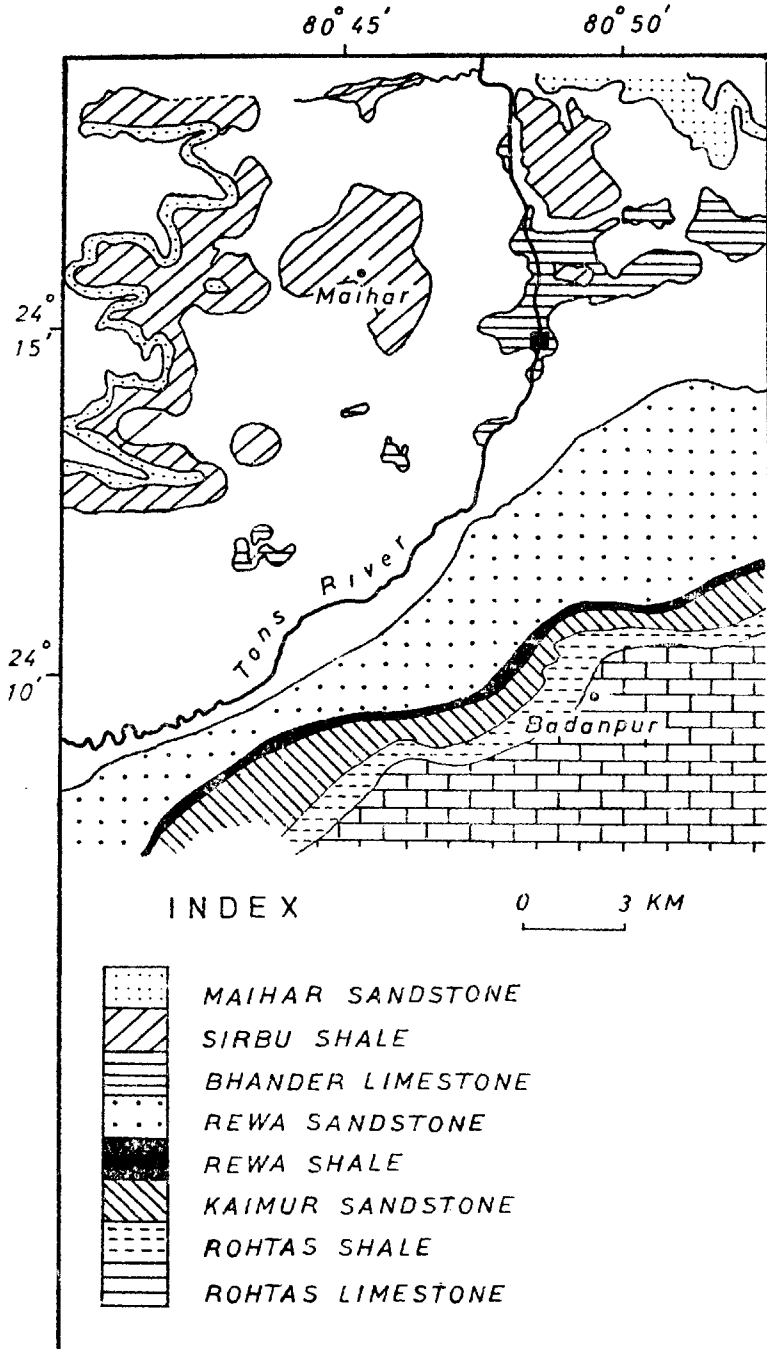 80° 45' 80° 50'
Maihar
24°
15'
Tons River
24°
10'
Badanpur
INDEX
0 3 KM
MAIHAR SANDSTONE
SIRBU SHALE
BHANDER LIMESTONE
REWA SANDSTONE
REWA SHALE
KAIMUR SANDSTONE
ROHTAS SHALE
ROHTAS LIMESTONE